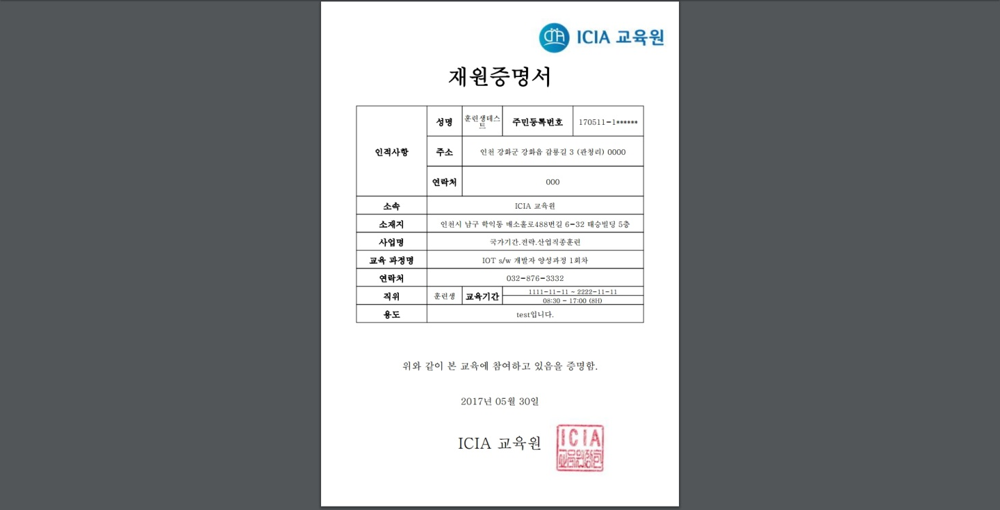 ICIA 교육원
재원증명서
인적사항
성명
훈련생테스
트
주민등록번호
170511-1******
주소
인천 강화군 강화읍 갑룡길 3 (관청리) 0000
연락처
000
소속
ICIA 교육원
소재지
인천시 남구 학익동 매소홀로488번길 6-32 태승빌딩 5층
사업명
국가기간.전략.산업직종훈련
교육 과정명
IOT s/w 개발자 양성과정 1회차
연락처
032-876-3332
직위
훈련생
교육기간
1111-11-11 ~ 2222-11-11
08:30 - 17:00 (8H)
용도
test입니다.
위와 같이 본 교육에 참여하고 있음을 증명함.
2017년 05월 30일
ICIA 교육원
ICIA